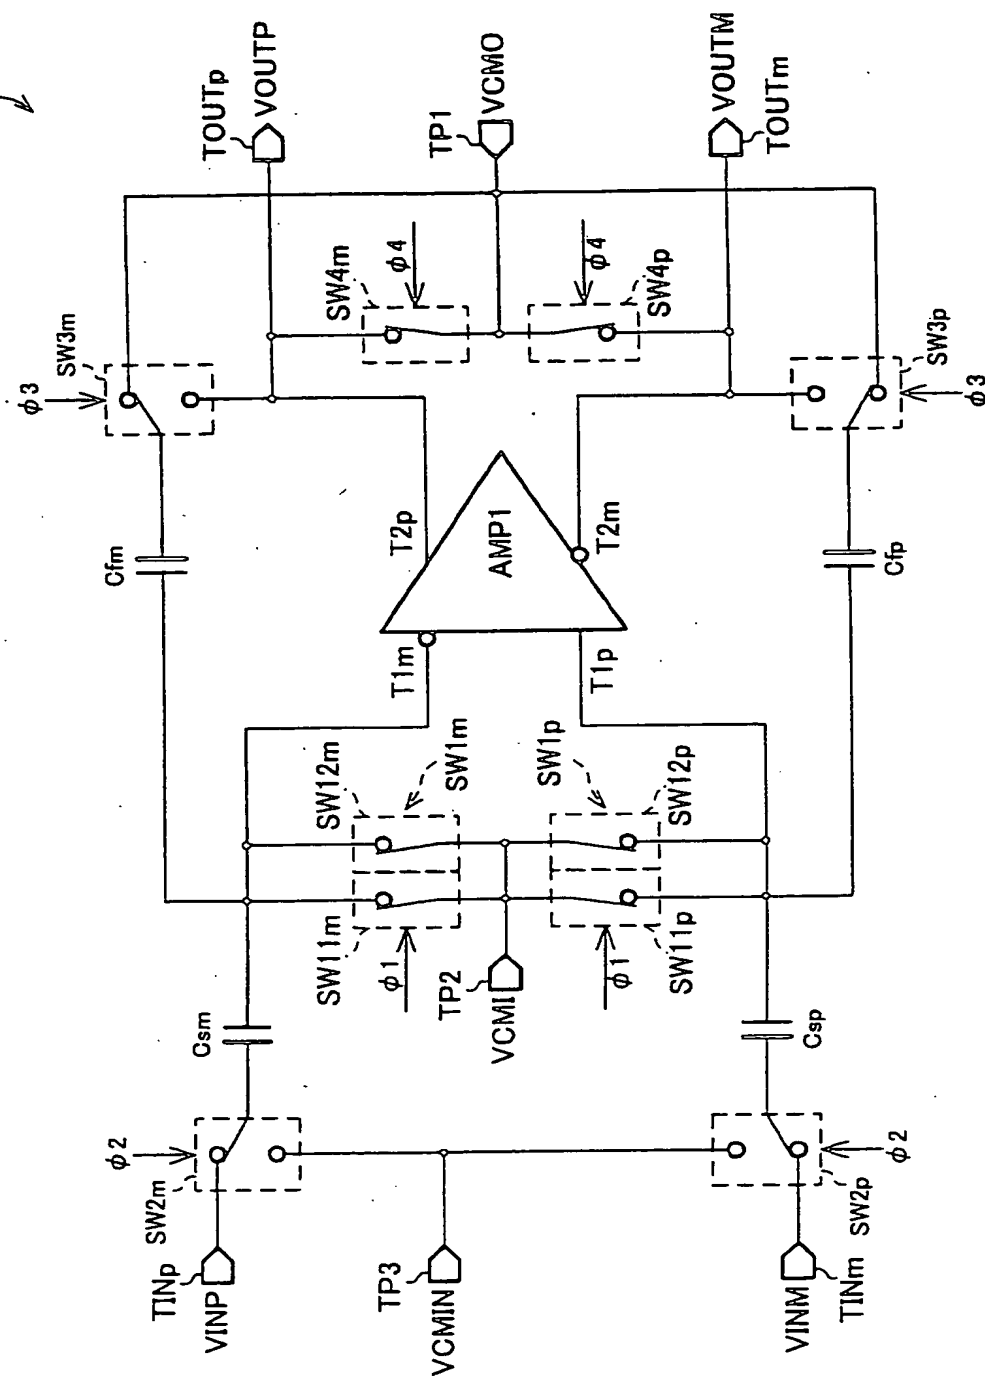 TOUTp
VOUTP
TP1
VCMO
VOUTM
TOUTm
ϕ3
SW3m
SW4m
ϕ4
ϕ4
SW4p
SW3p
ϕ3
Cfm
T2p
AMP1
T2m
Cfp
T1m
T1p
SW12m
SW1m
SW1p
SW12p
SW11m
ϕ1
TP2
VCMI
ϕ1
SW11p
Csm
Csp
ϕ2
SW2m
ϕ2
SW2p
TINp
VINP
TP3
VCMIN
VINM
TINm